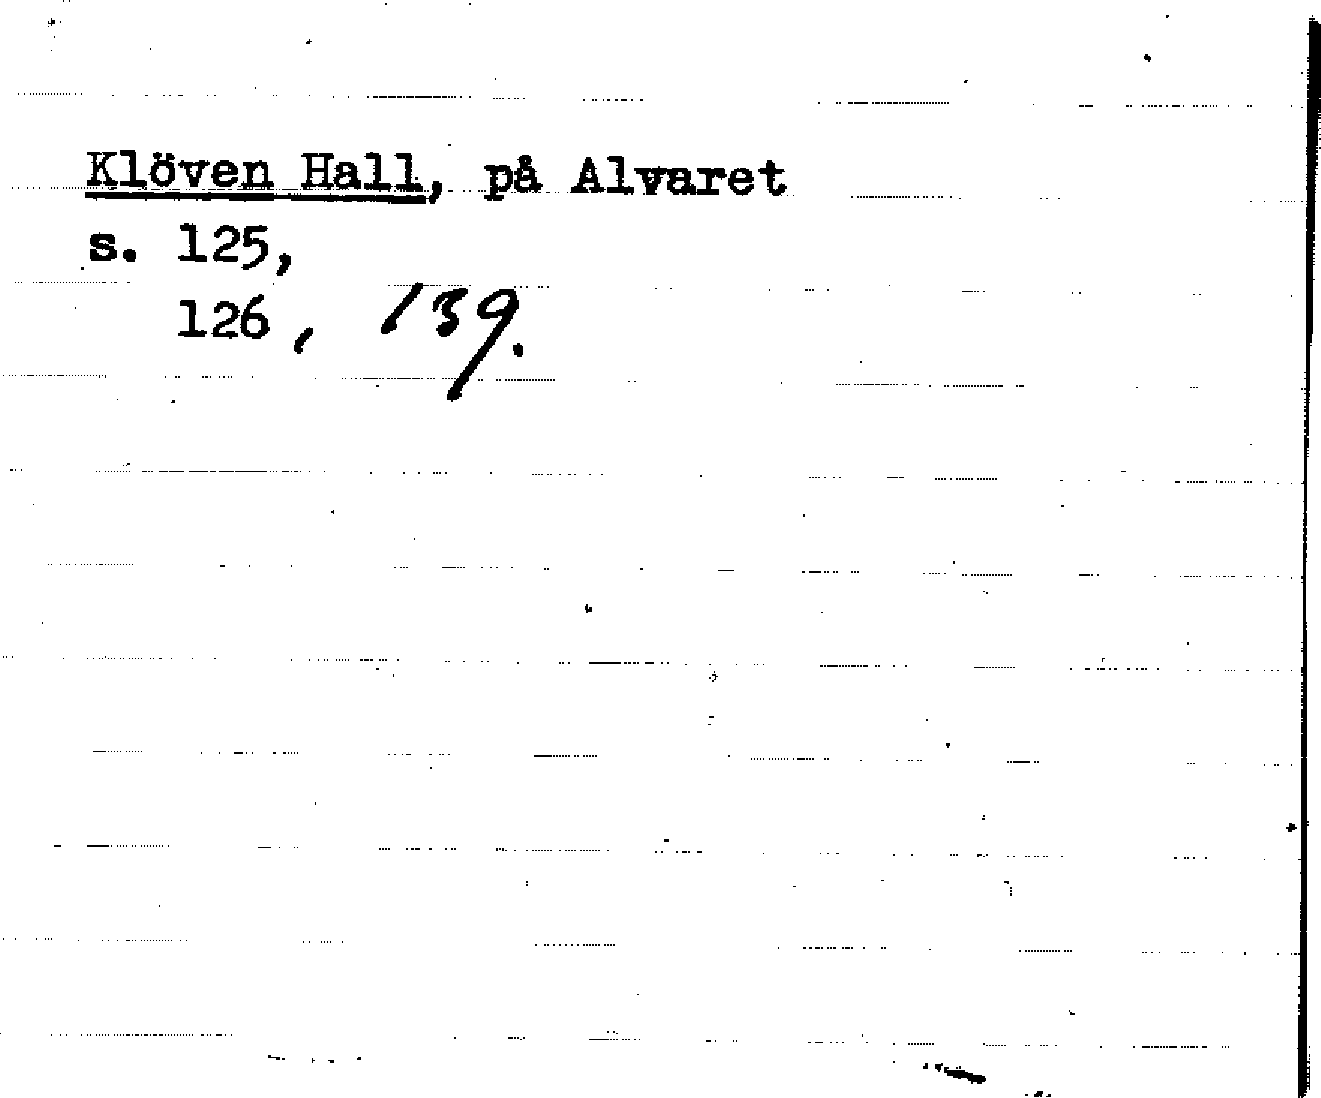 Klöven Hall, på Alvaret
s. 125,
126, 139.